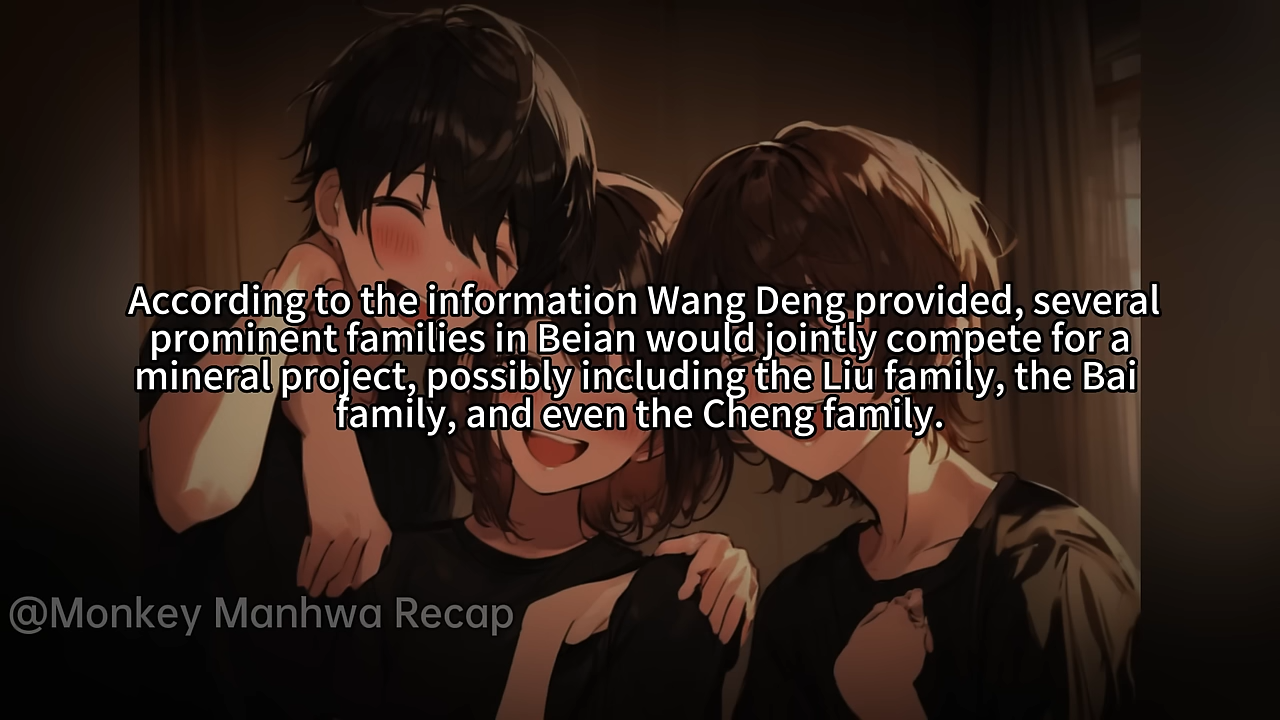 According to the information Wang Deng provided, several
prominent families in Beian would jointly compete for a
mineral project, possibly including the Liu family, the Bai
family, and even the Cheng family.
@Monkey Manhwa Recap